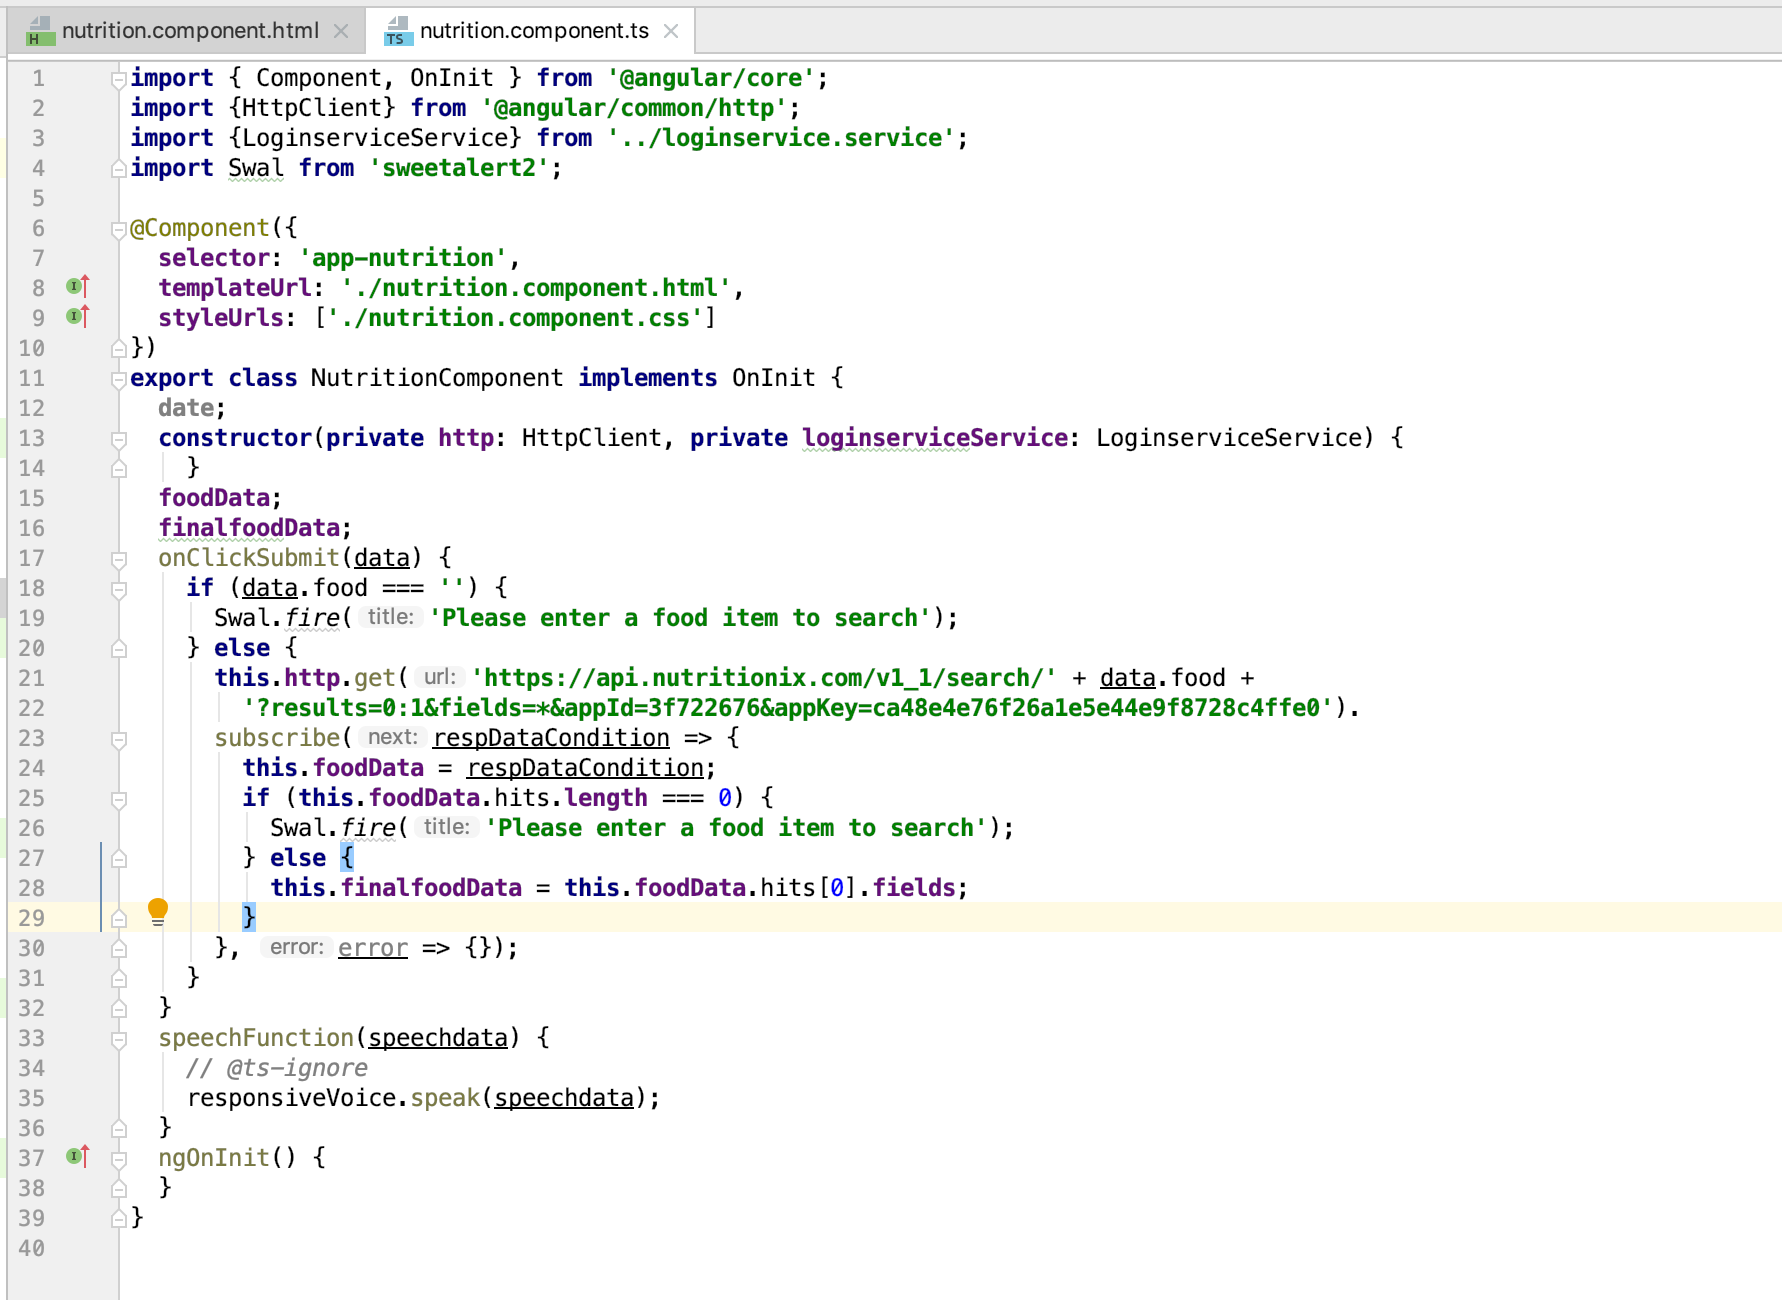 nutrition.component.html
nutrition.component.ts
1 import { Component, OnInit } from '@angular/core';
2 import {HttpClient} from '@angular/common/http';
3 import {LoginserviceService} from '../loginservice.service';
4 import Swal from 'sweetalert2';
5
6 @Component({
7 selector: 'app-nutrition',
8 templateUrl: './nutrition.component.html',
9 styleUrls: ['./nutrition.component.css']
10 })
11 export class NutritionComponent implements OnInit {
12 date;
13 constructor(private http: HttpClient, private loginserviceService: LoginserviceService) {
14 }
15 foodData;
16 finalfoodData;
17 onClickSubmit(data) {
18 if (data.food === '') {
19 Swal.fire( title: 'Please enter a food item to search');
20 } else {
21 this.http.get( url: 'https://api.nutritionix.com/v1_1/search/' + data.food +
22 '?results=0:1&fields=*&appId=3f722676&appKey=ca48e4e76f26a1e5e44e9f8728c4ffe0').
23 subscribe( next: respDataCondition => {
24 this.foodData = respDataCondition;
25 if (this.foodData.hits.length === 0) {
26 Swal.fire( title: 'Please enter a food item to search');
27 } else {
28 this.finalfoodData = this.foodData.hits[0].fields;
29 }
30 }, error: error => {});
31 }
32 }
33 speechFunction(speechdata) {
34 // @ts-ignore
35 responsiveVoice.speak(speechdata);
36 }
37 ngOnInit() {
38 }
39 }
40